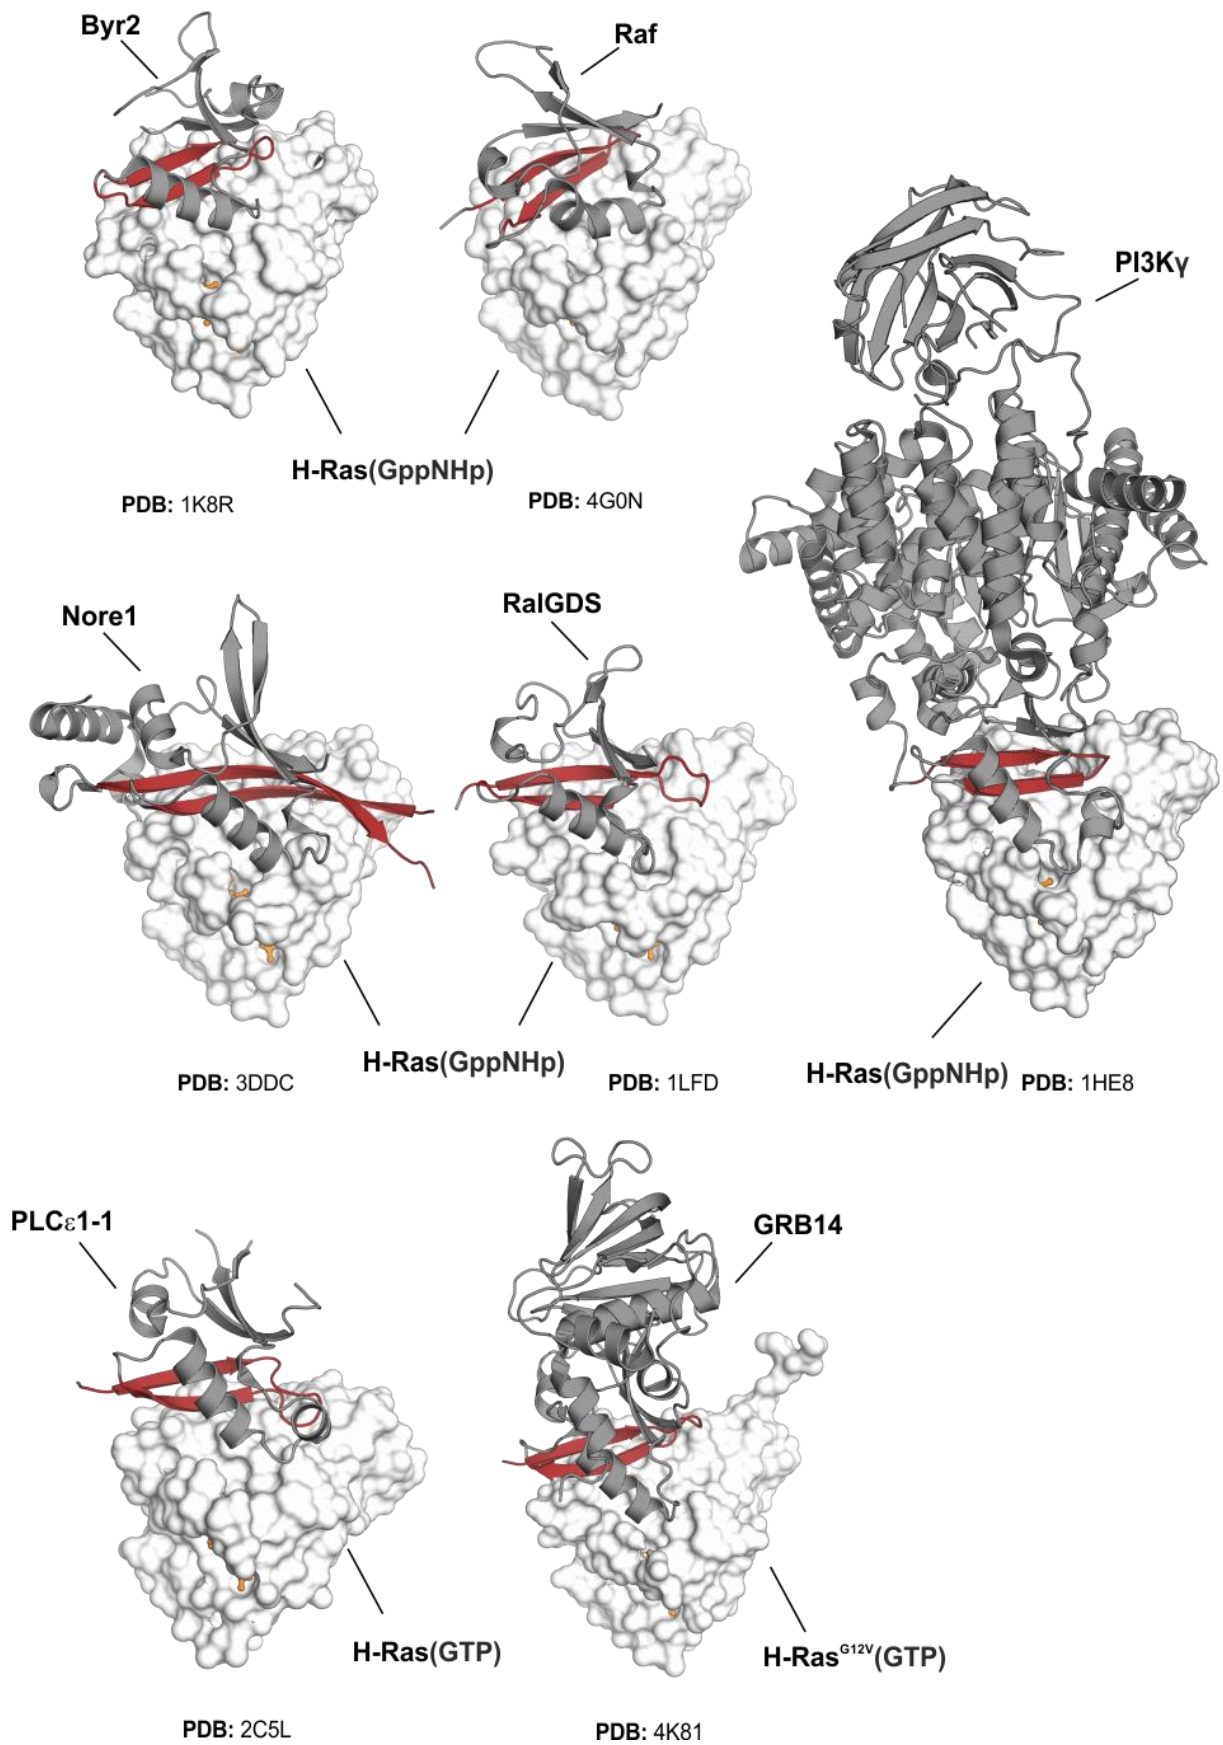 Byr2
Raf
PI3Kγ
H-Ras(GppNHp)
PDB: 1K8R
PDB: 4G0N
Nore1
RalGDS
H-Ras(GppNHp)
PDB: 3DDC
PDB: 1LFD
H-Ras(GppNHp)
PDB: 1HE8
PLCε1-1
GRB14
H-Ras(GTP)
H-Rasᴳ¹²ⱽ(GTP)
PDB: 2C5L
PDB: 4K81